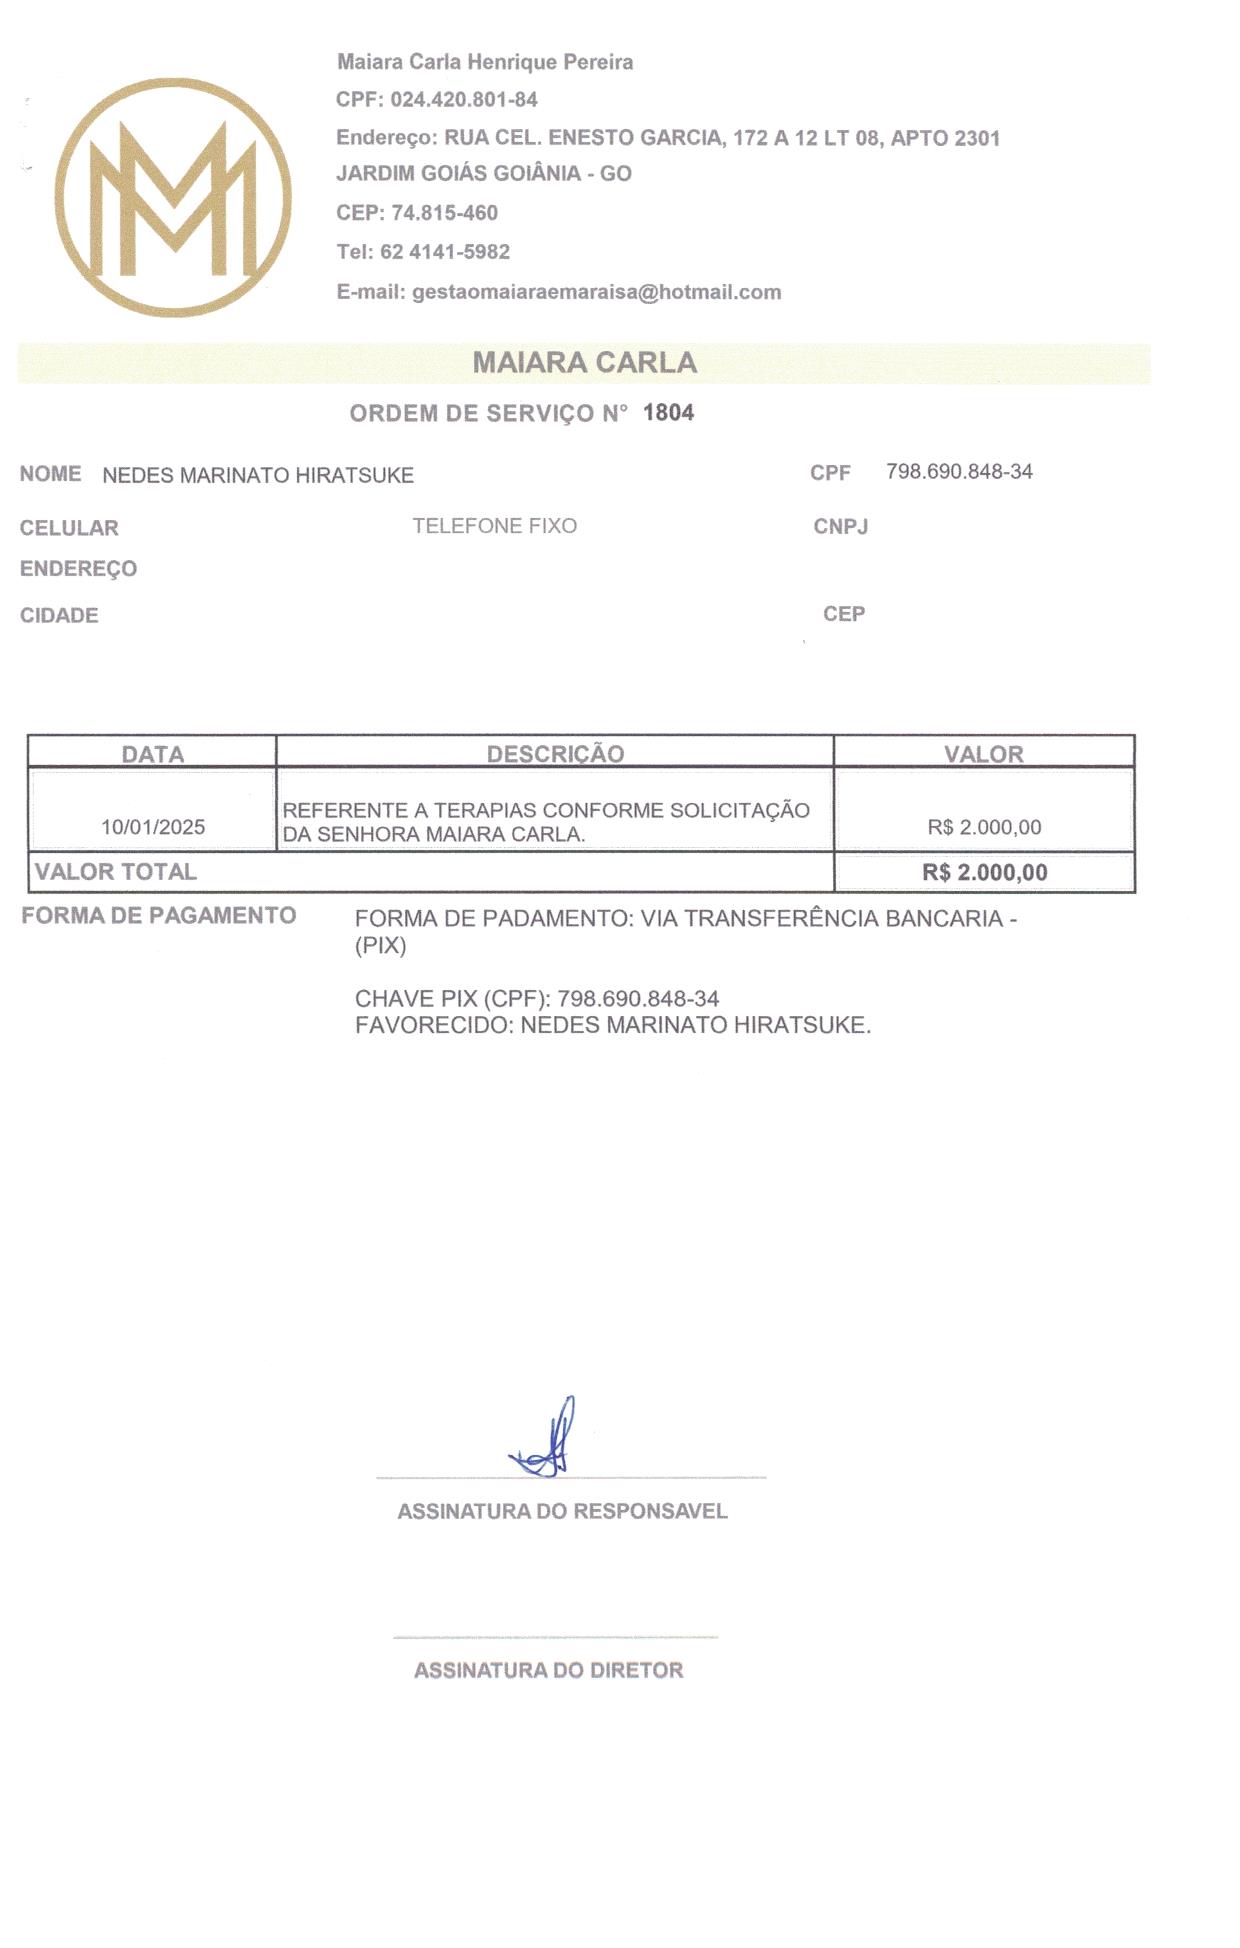 Maiara Carla Henrique Pereira
CPF: 024.420.801-84
Endereço: RUA CEL. ENESTO GARCIA, 172 A 12 LT 08, APTO 2301
JARDIM GOIÁS GOIÂNIA - GO
CEP: 74.815-460
Tel: 62 4141-5982
E-mail: gestaomaiaraemaraisa@hotmail.com
MAIARA CARLA
ORDEM DE SERVIÇO N° 1804
NOME NEDES MARINATO HIRATSUKE CPF 798.690.848-34
CELULAR TELEFONE FIXO CNPJ
ENDEREÇO
CIDADE CEP
DATA DESCRIÇÃO VALOR
REFERENTE A TERAPIAS CONFORME SOLICITAÇÃO
10/01/2025 DA SENHORA MAIARA CARLA. R$ 2.000,00
VALOR TOTAL R$ 2.000,00
FORMA DE PAGAMENTO FORMA DE PADAMENTO: VIA TRANSFERÊNCIA BANCARIA -
(PIX)
CHAVE PIX (CPF): 798.690.848-34
FAVORECIDO: NEDES MARINATO HIRATSUKE.
ASSINATURA DO RESPONSAVEL
ASSINATURA DO DIRETOR